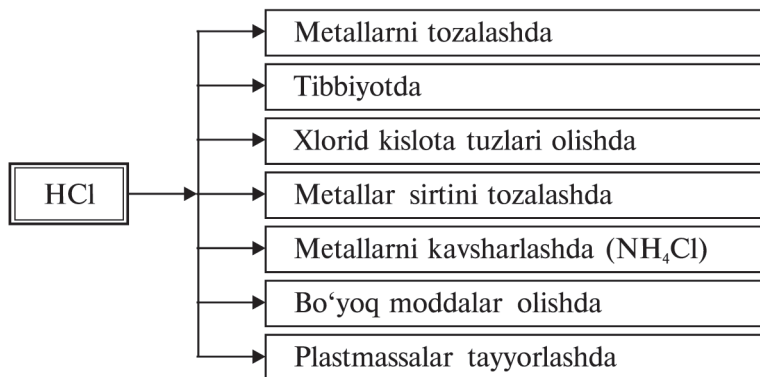 Metallarni tozalashda
Tibbiyotda
Xlorid kislota tuzlari olishda
HCl
Metallar sirtini tozalashda
Metallarni kavsharlashda (NH₄Cl)
Bo‘yoq moddalar olishda
Plastmassalar tayyorlashda